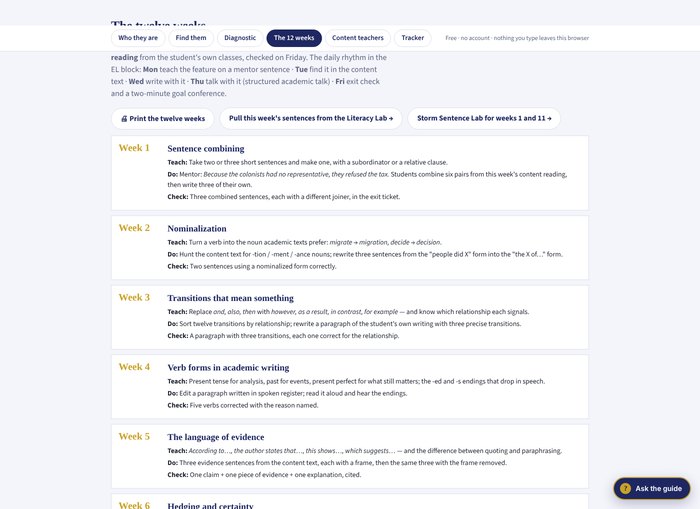 The twelve weeks
Who they are
Find them
Diagnostic
The 12 weeks
Content teachers
Tracker
Free · no account · nothing you type leaves this browser
reading from the student's own classes, checked on Friday. The daily rhythm in the
EL block: Mon teach the feature on a mentor sentence · Tue find it in the content
text · Wed write with it · Thu talk with it (structured academic talk) · Fri exit check
and a two-minute goal conference.
Print the twelve weeks
Pull this week's sentences from the Literacy Lab →
Storm Sentence Lab for weeks 1 and 11 →
Week 1
Sentence combining
Teach: Take two or three short sentences and make one, with a subordinator or a relative clause.
Do: Mentor: Because the colonists had no representative, they refused the tax. Students combine six pairs from this week's content reading,
then write three of their own.
Check: Three combined sentences, each with a different joiner, in the exit ticket.
Week 2
Nominalization
Teach: Turn a verb into the noun academic texts prefer: migrate → migration, decide → decision.
Do: Hunt the content text for -tion / -ment / -ance nouns; rewrite three sentences from the "people did X" form into the "the X of…" form.
Check: Two sentences using a nominalized form correctly.
Week 3
Transitions that mean something
Teach: Replace and, also, then with however, as a result, in contrast, for example — and know which relationship each signals.
Do: Sort twelve transitions by relationship; rewrite a paragraph of the student's own writing with three precise transitions.
Check: A paragraph with three transitions, each one correct for the relationship.
Week 4
Verb forms in academic writing
Teach: Present tense for analysis, past for events, present perfect for what still matters; the -ed and -s endings that drop in speech.
Do: Edit a paragraph written in spoken register; read it aloud and hear the endings.
Check: Five verbs corrected with the reason named.
Week 5
The language of evidence
Teach: According to…, the author states that…, this shows…, which suggests… — and the difference between quoting and paraphrasing.
Do: Three evidence sentences from the content text, each with a frame, then the same three with the frame removed.
Check: One claim + one piece of evidence + one explanation, cited.
Week 6
Hedging and certainty
? Ask the guide